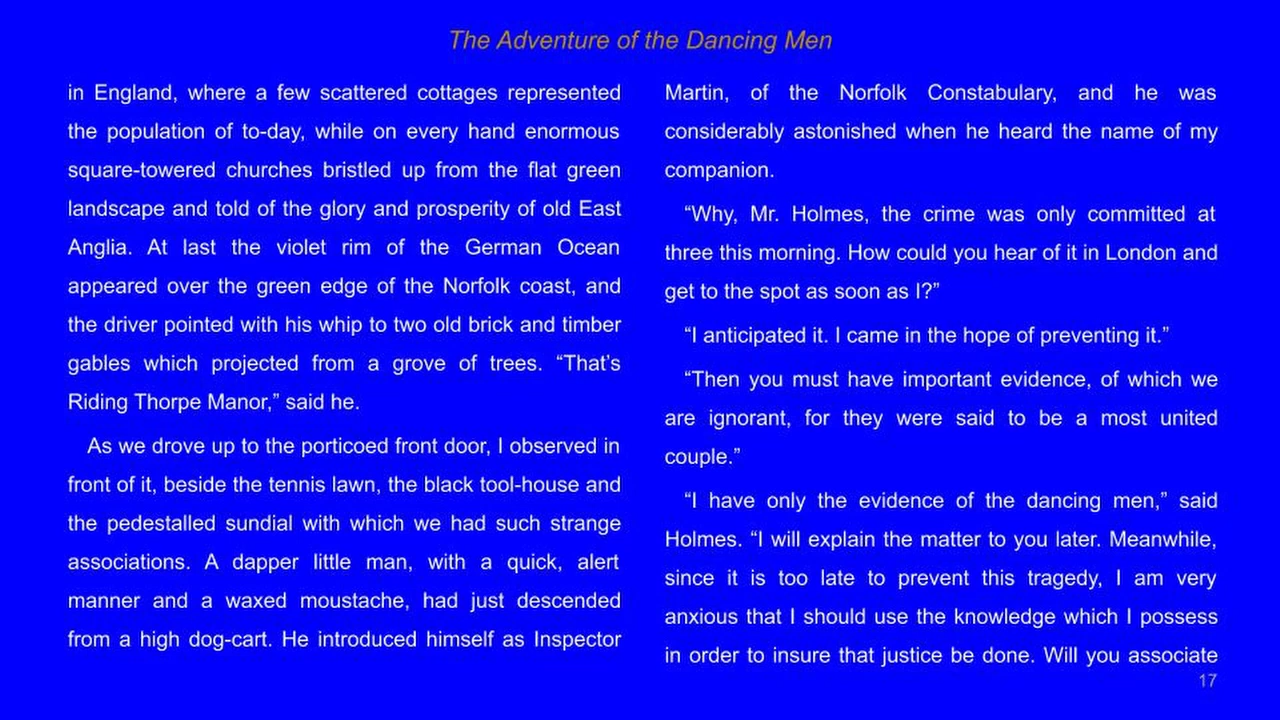 The Adventure of the Dancing Men
in England, where a few scattered cottages represented
the population of to-day, while on every hand enormous
square-towered churches bristled up from the flat green
landscape and told of the glory and prosperity of old East
Anglia. At last the violet rim of the German Ocean
appeared over the green edge of the Norfolk coast, and
the driver pointed with his whip to two old brick and timber
gables which projected from a grove of trees. “That’s
Riding Thorpe Manor,” said he.
As we drove up to the porticoed front door, I observed in
front of it, beside the tennis lawn, the black tool-house and
the pedestalled sundial with which we had such strange
associations. A dapper little man, with a quick, alert
manner and a waxed moustache, had just descended
from a high dog-cart. He introduced himself as Inspector
Martin, of the Norfolk Constabulary, and he was
considerably astonished when he heard the name of my
companion.
“Why, Mr. Holmes, the crime was only committed at
three this morning. How could you hear of it in London and
get to the spot as soon as I?”
“I anticipated it. I came in the hope of preventing it.”
“Then you must have important evidence, of which we
are ignorant, for they were said to be a most united
couple.”
“I have only the evidence of the dancing men,” said
Holmes. “I will explain the matter to you later. Meanwhile,
since it is too late to prevent this tragedy, I am very
anxious that I should use the knowledge which I possess
in order to insure that justice be done. Will you associate
17